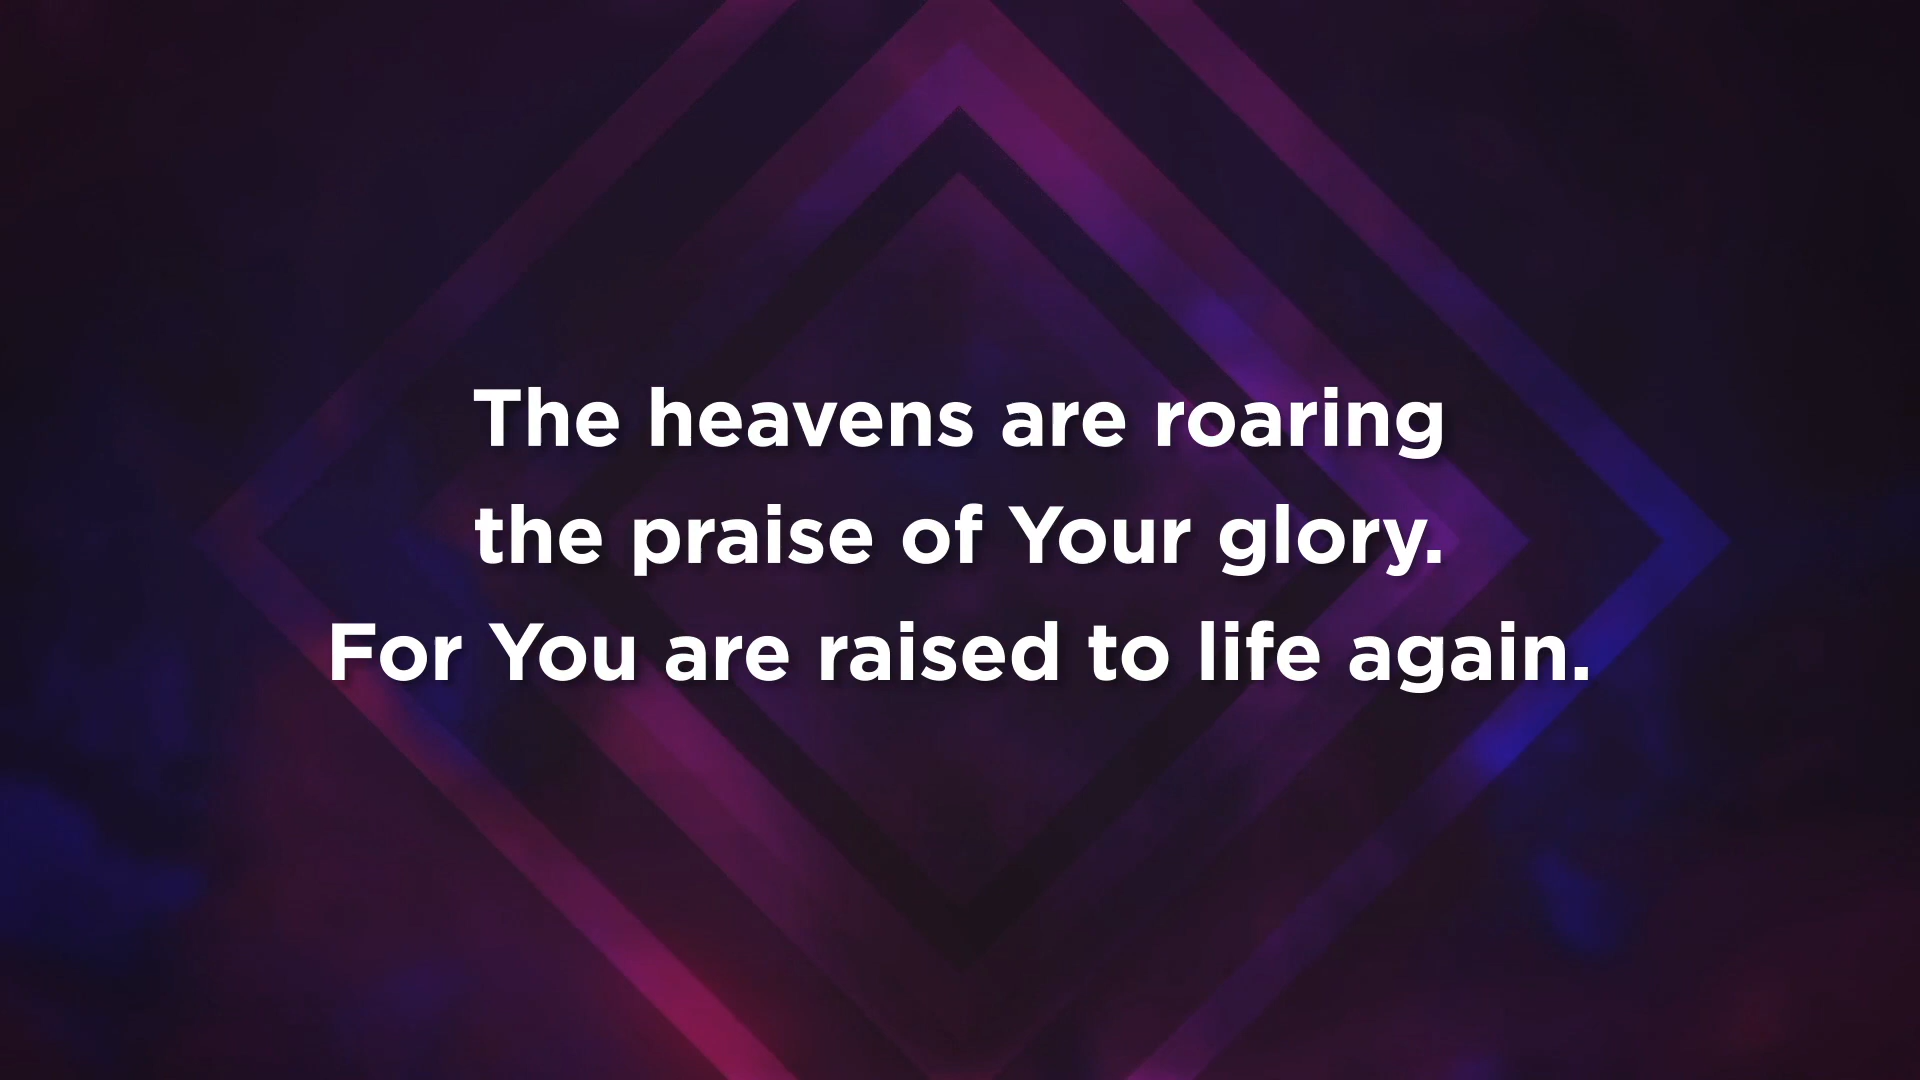 The heavens are roaring
the praise of Your glory.
For You are raised to life again.